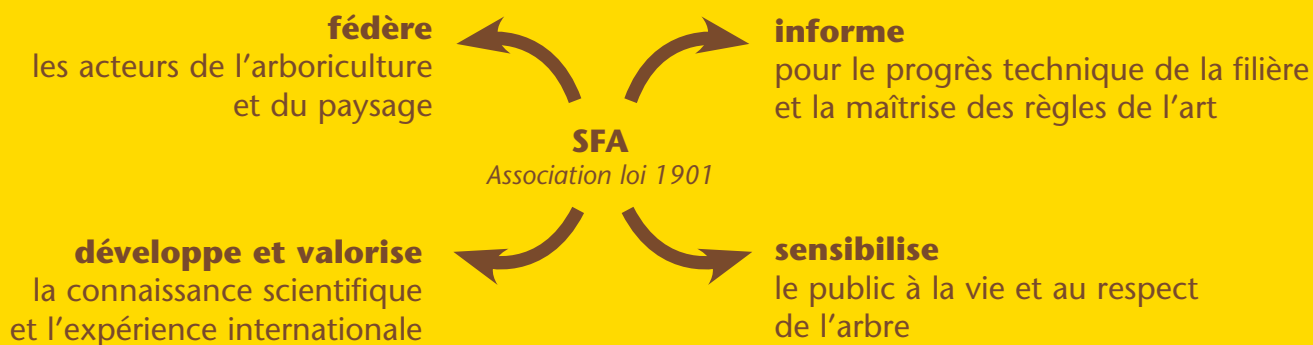 fédère
les acteurs de l’arboriculture
et du paysage
informe
pour le progrès technique de la filière
et la maîtrise des règles de l’art
SFA
Association loi 1901
développe et valorise
la connaissance scientifique
et l’expérience internationale
sensibilise
le public à la vie et au respect
de l’arbre